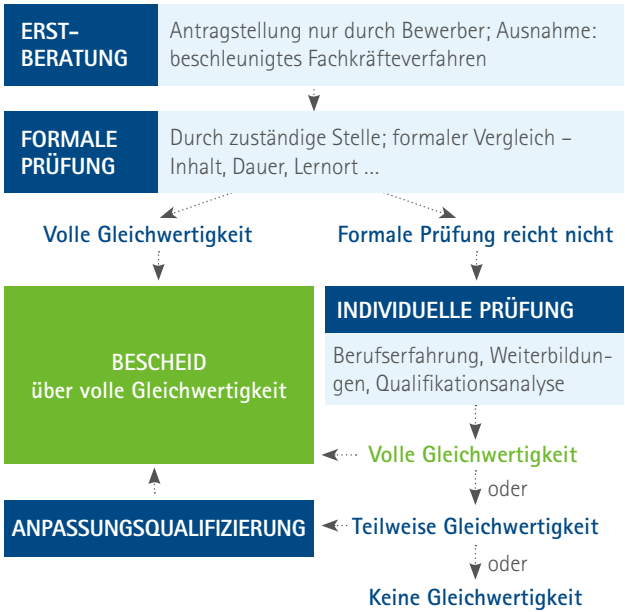 ERST-
BERATUNG
Antragstellung nur durch Bewerber; Ausnahme:
beschleunigtes Fachkräfteverfahren
FORMALE
PRÜFUNG
Durch zuständige Stelle; formaler Vergleich –
Inhalt, Dauer, Lernort ...
Volle Gleichwertigkeit
Formale Prüfung reicht nicht
BESCHEID
über volle Gleichwertigkeit
INDIVIDUELLE PRÜFUNG
Berufserfahrung, Weiterbildun-
gen, Qualifikationsanalyse
Volle Gleichwertigkeit
oder
ANPASSUNGSQUALIFIZIERUNG
Teilweise Gleichwertigkeit
oder
Keine Gleichwertigkeit